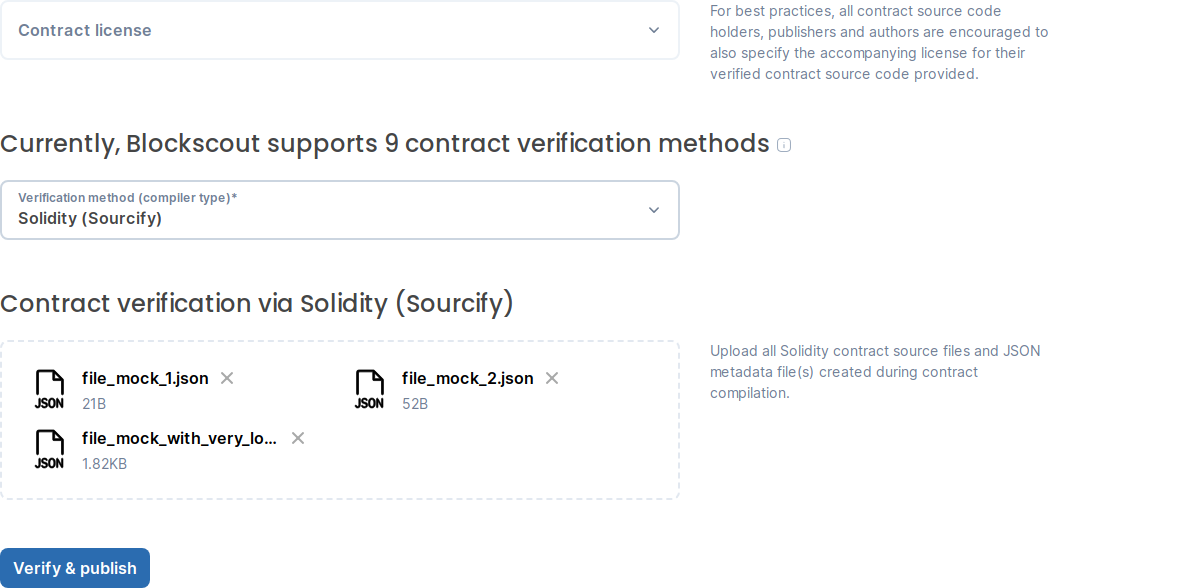 Contract license
For best practices, all contract source code
holders, publishers and authors are encouraged to
also specify the accompanying license for their
verified contract source code provided.
Currently, Blockscout supports 9 contract verification methods
Verification method (compiler type)*
Solidity (Sourcify)
Contract verification via Solidity (Sourcify)
JSON
file_mock_1.json
21B
JSON
file_mock_2.json
52B
JSON
file_mock_with_very_lo...
1.82KB
Upload all Solidity contract source files and JSON
metadata file(s) created during contract
compilation.
Verify & publish